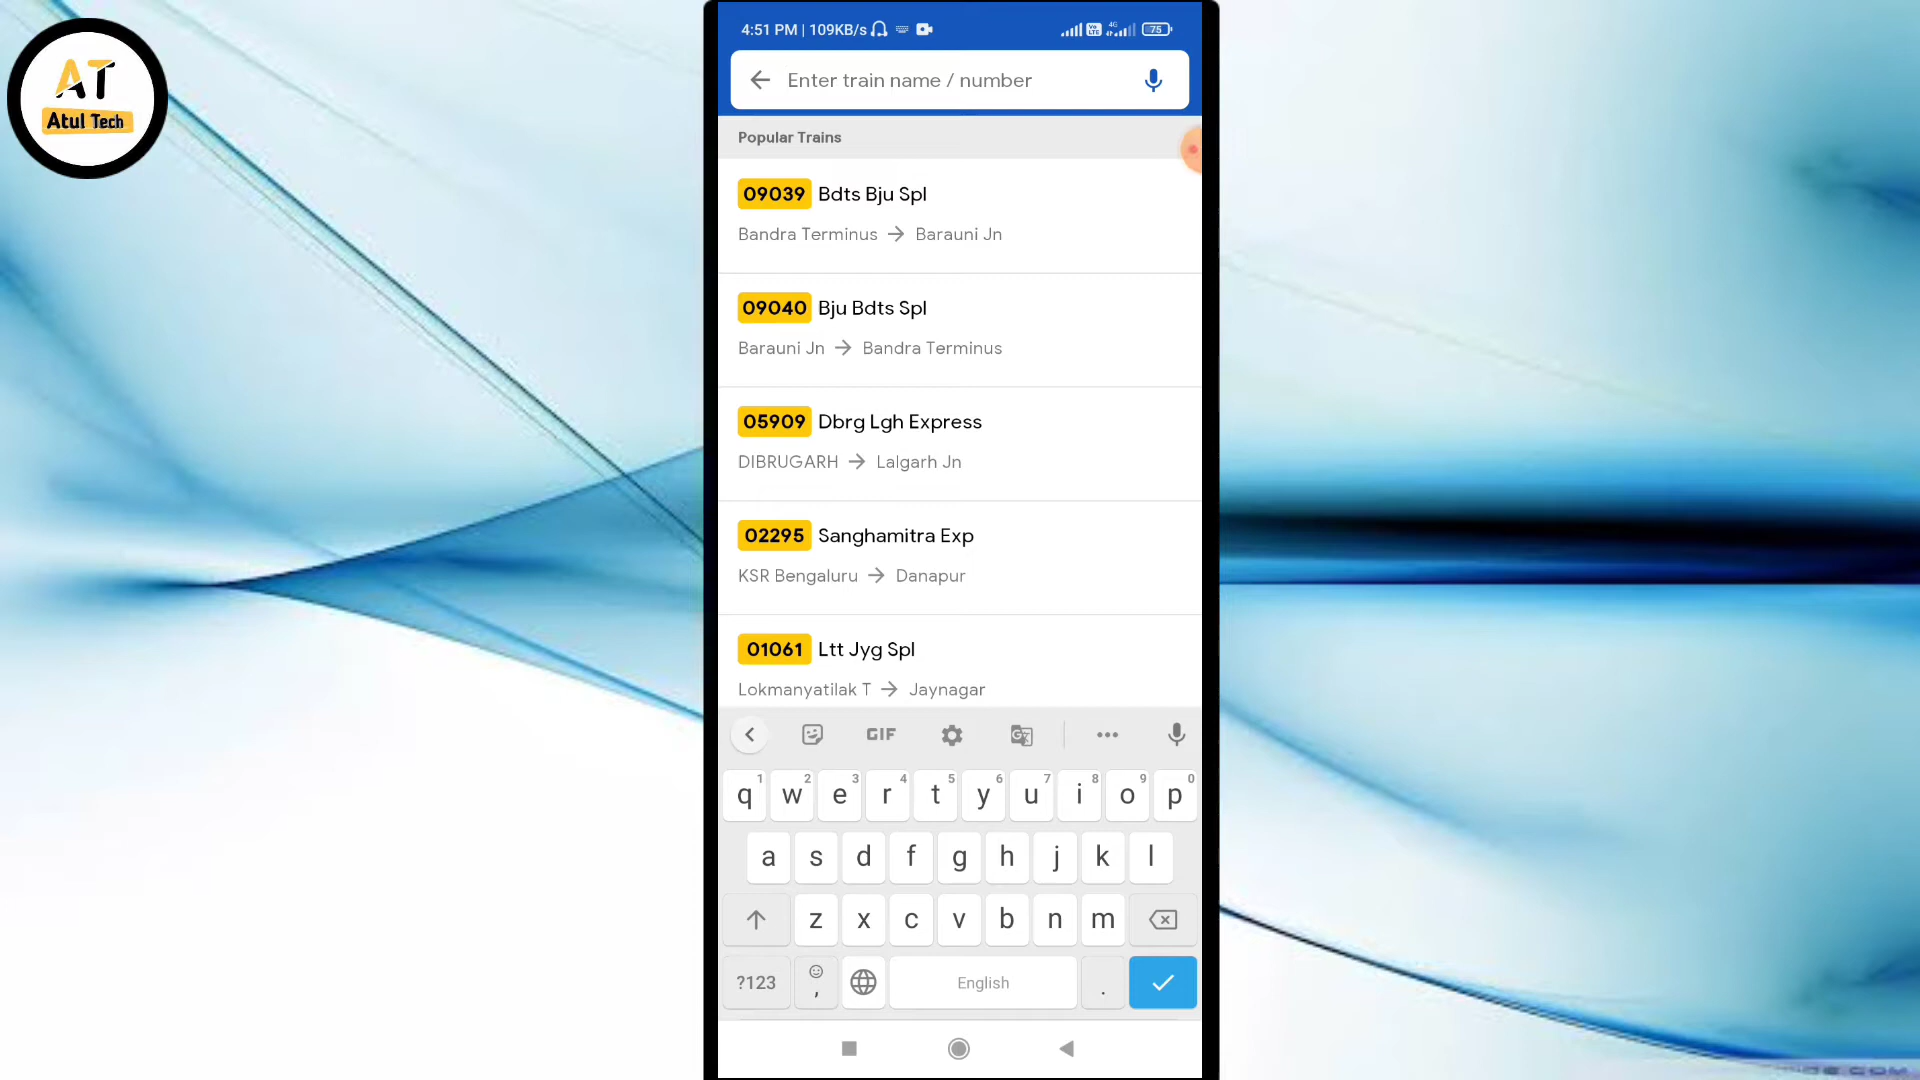 AT
Atul Tech
4:51 PM | 109KB/s
4G
75
Enter train name / number
Popular Trains
09039 Bdts Bju Spl
Bandra Terminus → Barauni Jn
09040 Bju Bdts Spl
Barauni Jn → Bandra Terminus
05909 Dbrg Lgh Express
DIBRUGARH → Lalgarh Jn
02295 Sanghamitra Exp
KSR Bengaluru → Danapur
01061 Ltt Jyg Spl
Lokmanyatilak T → Jaynagar
GIF
1 2 3 4 5 6 7 8 9 0
q w e r t y u i o p
a s d f g h j k l
z x c v b n m
?123 , English .